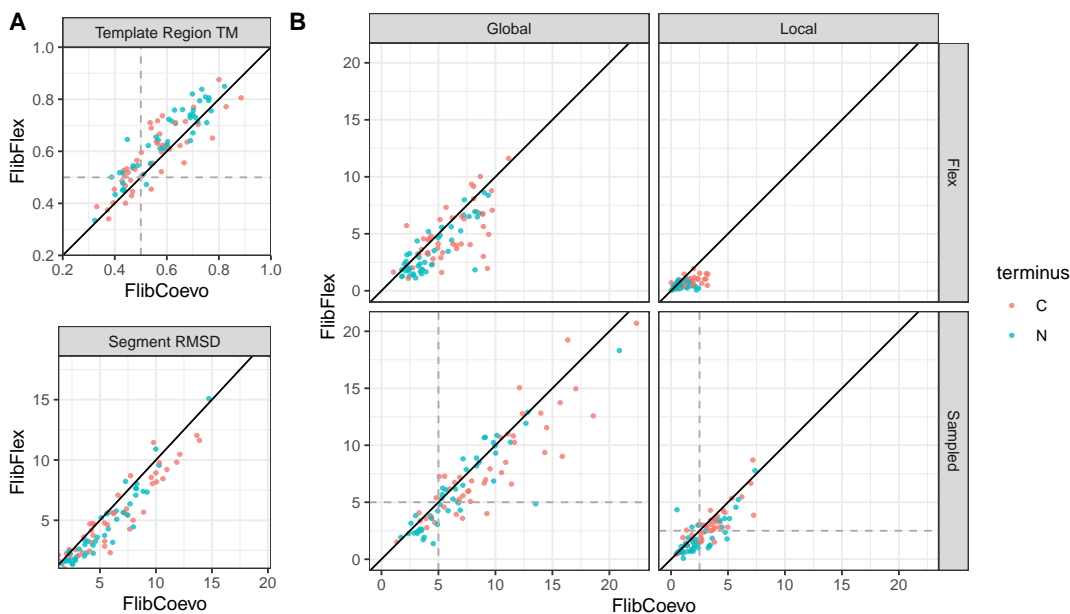 A
Template Region TM
1.0
0.8
0.6
0.4
0.2
0.2 0.4 0.6 0.8 1.0
FlibFlex
FlibCoevo
Segment RMSD
15
10
5
5 10 15 20
FlibFlex
FlibCoevo
B
Global Local
20
15
10
5
0
Flex
20
15
10
5
0
Sampled
0 5 10 15 20
0 5 10 15 20
FlibFlex
FlibCoevo
terminus
C
N